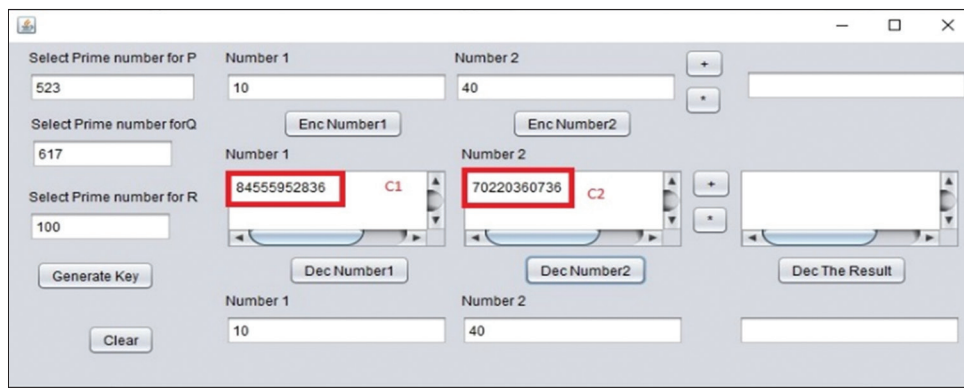 Select Prime number for P
Number 1
Number 2
523
10
40
+
*
Select Prime number forQ
Enc Number1
Enc Number2
617
Number 1
Number 2
Select Prime number for R
84555952836
C1
70220360736
C2
+
*
100
Generate Key
Dec Number1
Dec Number2
Dec The Result
Number 1
Number 2
Clear
10
40